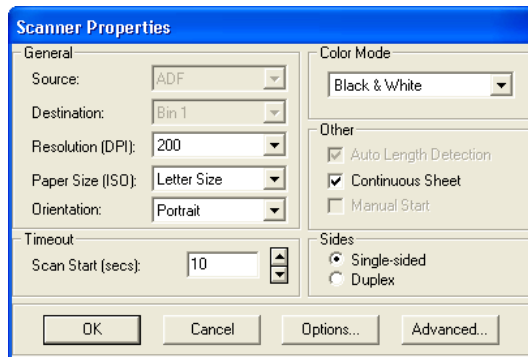 Scanner Properties
General
Source: ADF
Destination: Bin 1
Resolution (DPI): 200
Paper Size (ISO): Letter Size
Orientation: Portrait
Timeout
Scan Start (secs): 10
Color Mode
Black & White
Other
Auto Length Detection
Continuous Sheet
Manual Start
Sides
Single-sided
Duplex
OK Cancel Options... Advanced...